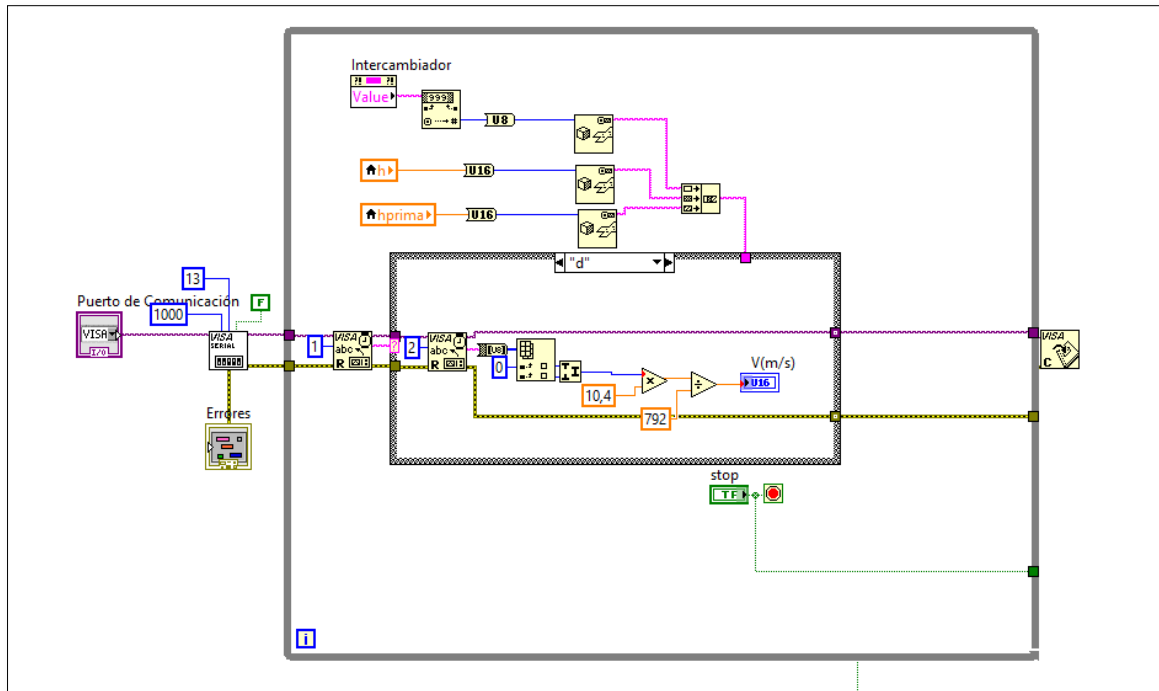 Intercambiador
Value
999
U8
h
U16
hprima
U16
"d"
13
Puerto de Comunicación
F
1000
VISA
I/O
VISA
SERIAL
1
VISA
abc
R
?
2
VISA
abc
R
[U8]
0
10,4
792
V(m/s)
U16
VISA
C
Errores
stop
TF
i